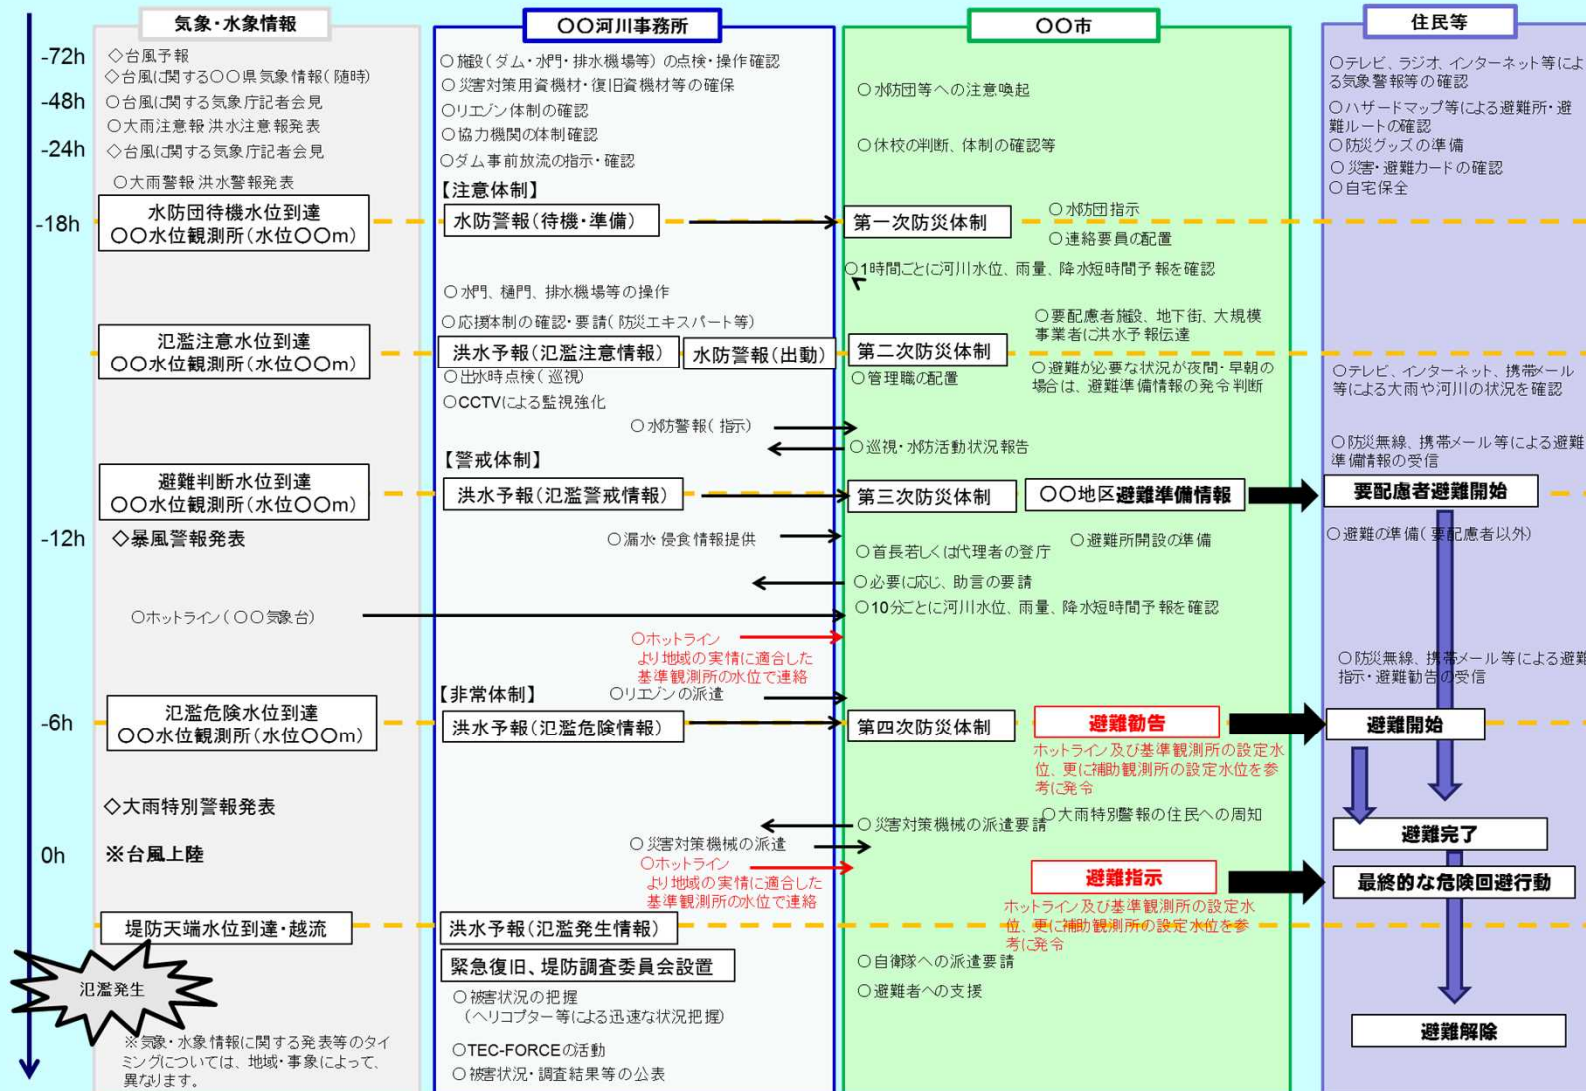 気象・水象情報
-72h
◇台風予報
◇台風に関する〇〇県気象情報(随時)
-48h
○台風に関する気象庁記者会見
○大雨注意報 洪水注意報発表
-24h
◇台風に関する気象庁記者会見
○大雨警報 洪水警報発表
-18h
水防団待機水位到達
〇〇水位観測所(水位〇〇m)
氾濫注意水位到達
〇〇水位観測所(水位〇〇m)
避難判断水位到達
〇〇水位観測所(水位〇〇m)
-12h
◇暴風警報発表
○ホットライン(〇〇気象台)
氾濫危険水位到達
〇〇水位観測所(水位〇〇m)
-6h
◇大雨特別警報発表
0h
※台風上陸
堤防天端水位到達・越流
氾濫発生
※気象・水象情報に関する発表等のタイ
ミングについては、地域・事象によって、
異なります。
〇〇河川事務所
○施設(ダム・水門・排水機場等)の点検・操作確認
○災害対策用資機材・復旧資機材等の確保
○リエゾン体制の確認
○協力機関の体制確認
○ダム事前放流の指示・確認
【注意体制】
水防警報(待機・準備)
○水門、樋門、排水機場等の操作
○応援体制の確認・要請(防災エキスパート等)
洪水予報(氾濫注意情報)
水防警報(出動)
○出水時点検(巡視)
○CCTVによる監視強化
○水防警報(指示)
【警戒体制】
洪水予報(氾濫警戒情報)
○漏水・侵食情報提供
○ホットライン
より地域の実情に適合した
基準観測所の水位で連絡
【非常体制】
○リエゾンの派遣
洪水予報(氾濫危険情報)
○災害対策機械の派遣
○ホットライン
より地域の実情に適合した
基準観測所の水位で連絡
洪水予報(氾濫発生情報)
緊急復旧、堤防調査委員会設置
○被害状況の把握
(ヘリコプター等による迅速な状況把握)
○TEC-FORCEの活動
○被害状況・調査結果等の公表
〇〇市
○水防団等への注意喚起
○休校の判断、体制の確認等
第一次防災体制
○水防団指示
○連絡要員の配置
○1時間ごとに河川水位、雨量、降水短時間予報を確認
○要配慮者施設、地下街、大規模
事業者に洪水予報伝達
第二次防災体制
○管理職の配置
○避難が必要な状況が夜間・早朝の
場合は、避難準備情報の発令判断
○巡視・水防活動状況報告
第三次防災体制
〇〇地区避難準備情報
○首長若しくは代理者の登庁
○避難所開設の準備
○必要に応じ、助言の要請
○10分ごとに河川水位、雨量、降水短時間予報を確認
第四次防災体制
避難勧告
ホットライン及び基準観測所の設定水
位、更に補助観測所の設定水位を参
考に発令
○大雨特別警報の住民への周知
○災害対策機械の派遣要請
避難指示
ホットライン及び基準観測所の設定水
位、更に補助観測所の設定水位を参
考に発令
○自衛隊への派遣要請
○避難者への支援
住民等
○テレビ、ラジオ、インターネット等によ
る気象警報等の確認
○ハザードマップ等による避難所・避
難ルートの確認
○防災グッズの準備
○災害・避難カードの確認
○自宅保全
○テレビ、インターネット、携帯メール
等による大雨や河川の状況を確認
○防災無線、携帯メール等による避難
準備情報の受信
要配慮者避難開始
○避難の準備(要配慮者以外)
○防災無線、携帯メール等による避難
指示・避難勧告の受信
避難開始
避難完了
最終的な危険回避行動
避難解除